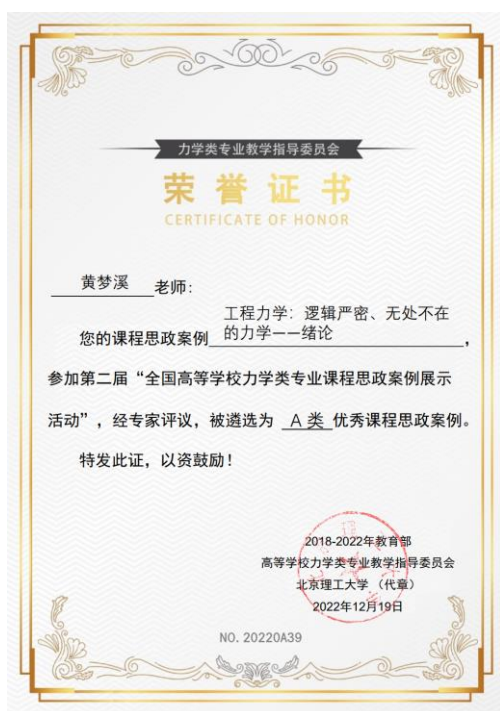 力学类专业教学指导委员会
荣誉证书
CERTIFICATE OF HONOR
黄梦溪 老师：
工程力学：逻辑严密、无处不在
您的课程思政案例 的力学——绪论，
参加第二届“全国高等学校力学类专业课程思政案例展示
活动”，经专家评议，被遴选为 A类 优秀课程思政案例。
特发此证，以资鼓励！
2018-2022年教育部
高等学校力学类专业教学指导委员会
北京理工大学 （代章）
2022年12月19日
NO. 20220A39